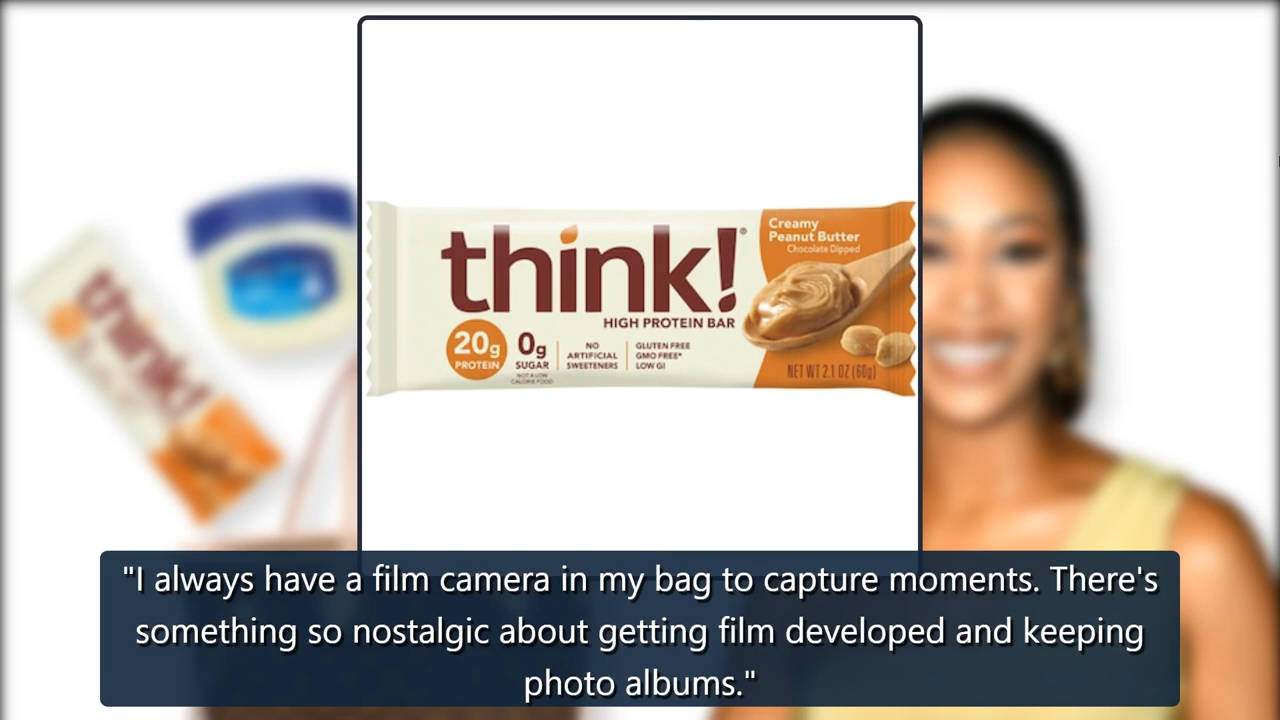 think!®
Creamy
Peanut Butter
Chocolate Dipped
HIGH PROTEIN BAR
20g
PROTEIN
0g
SUGAR
NOT A LOW
CALORIE FOOD
NO
ARTIFICIAL
SWEETENERS
GLUTEN FREE
GMO FREE*
LOW GI
NET WT 2.1 OZ (60g)
think!
"I always have a film camera in my bag to capture moments. There's
something so nostalgic about getting film developed and keeping
photo albums."